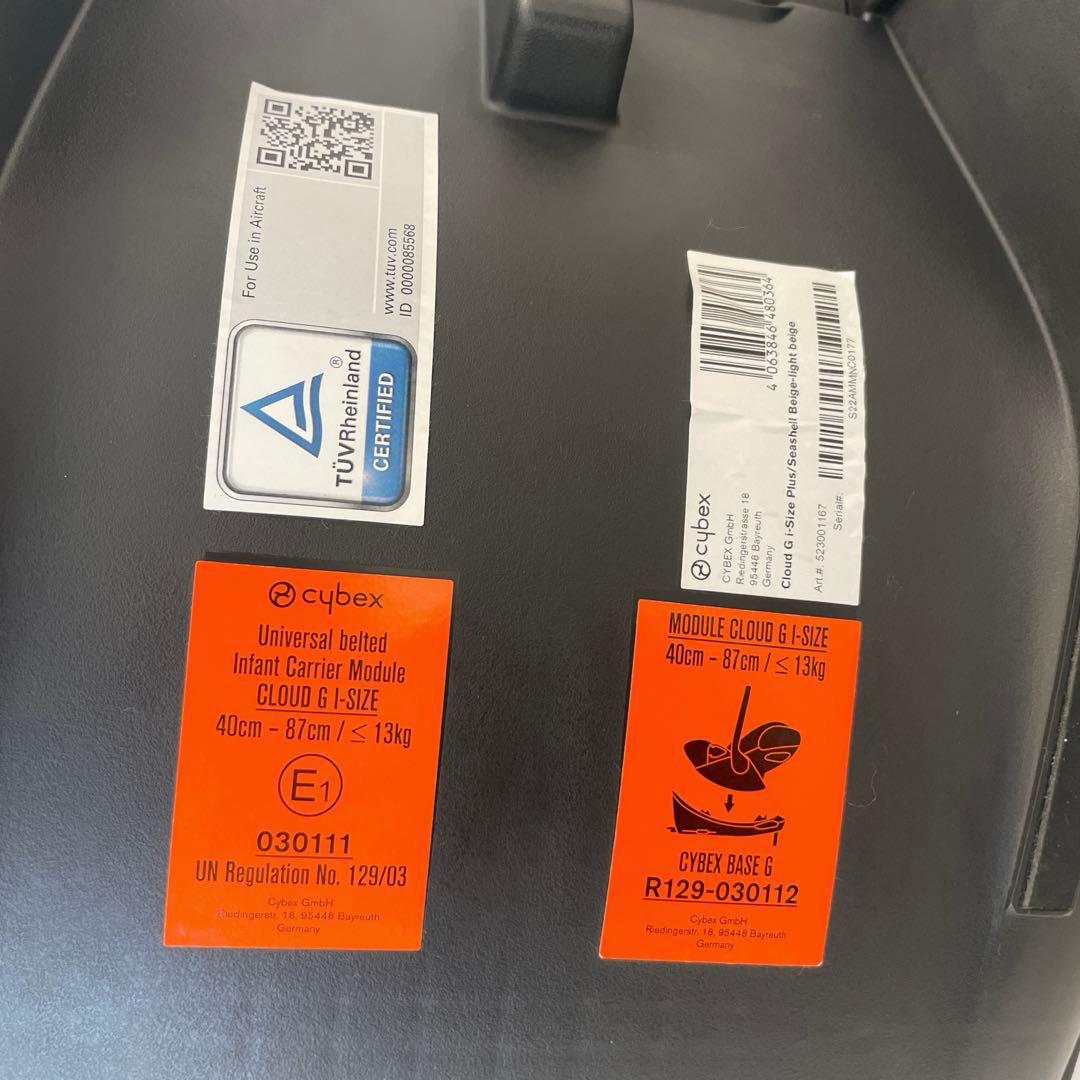 For Use in Aircraft
www.tuv.com
ID 0000085568
TÜVRheinland®
CERTIFIED
4 063846 480364
cybex
CYBEX GmbH
Riedingerstrasse 18
95448 Bayreuth
Germany
Cloud G i-Size Plus/Seashell Beige-light beige
Art.#: 523001167
Serial#:
S22AMMNC0177
cybex
Universal belted
Infant Carrier Module
CLOUD G I-SIZE
40cm – 87cm / ≤ 13kg
E1
030111
UN Regulation No. 129/03
Cybex GmbH
Riedingerstr. 18, 95448 Bayreuth
Germany
MODULE CLOUD G I-SIZE
40cm – 87cm / ≤ 13kg
CYBEX BASE G
R129-030112
Cybex GmbH
Riedingerstr. 18, 95448 Bayreuth
Germany